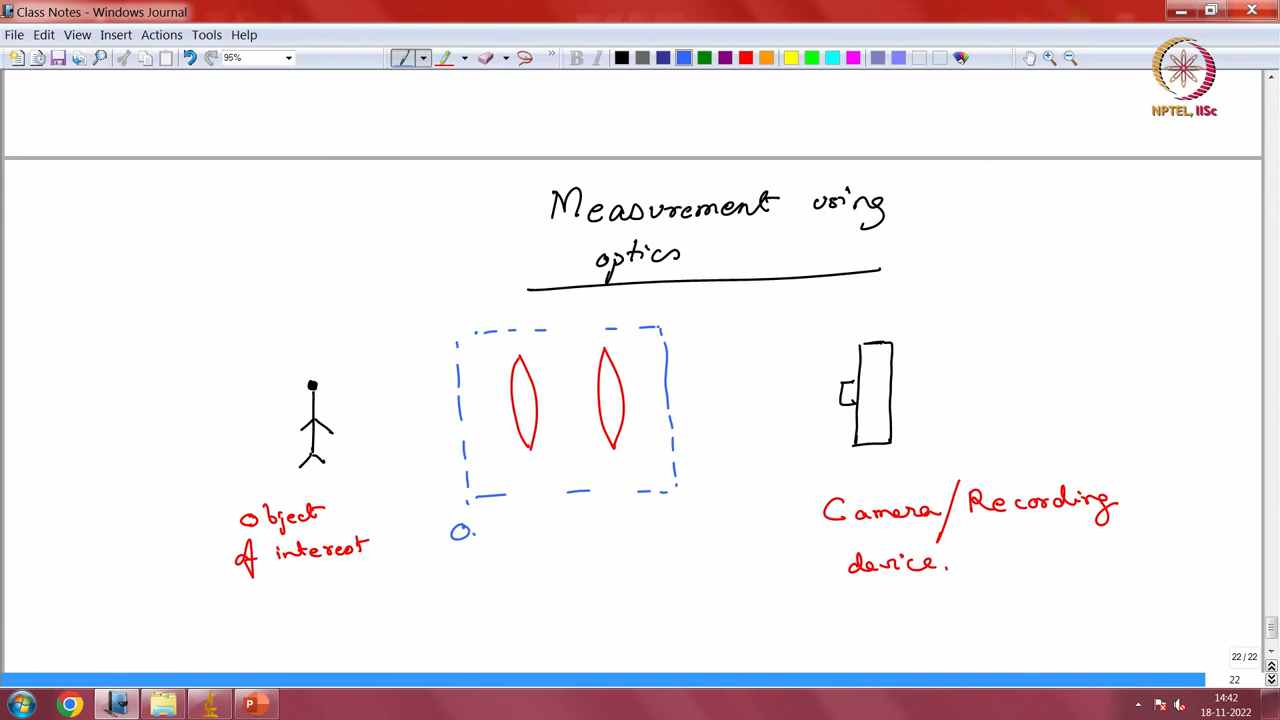 Class Notes - Windows Journal
File Edit View Insert Actions Tools Help
95%
B I
NPTEL, IISc
Measurement using
optics
Object
of interest
O.
Camera/Recording
device.
22/22
22
14:42
18-11-2022